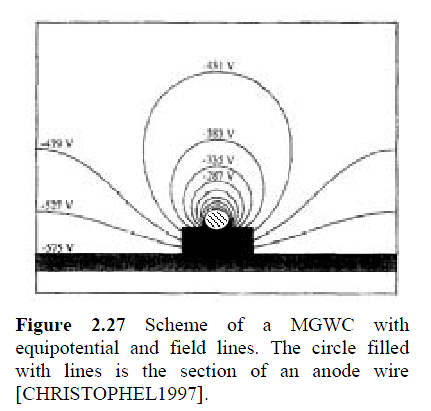 -431 V
-383 V
-335 V
-287 V
-479 V
-527 V
-575 V
Figure 2.27 Scheme of a MGWC with
equipotential and field lines. The circle filled
with lines is the section of an anode wire
[CHRISTOPHEL1997].